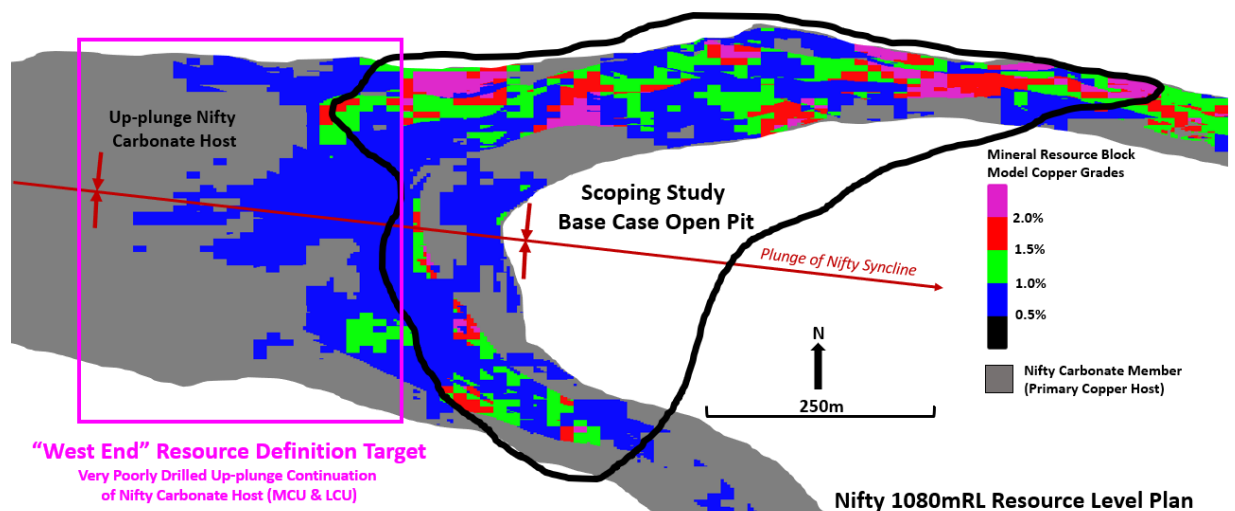 Up-plunge Nifty
Carbonate Host
Scoping Study
Base Case Open Pit
Plunge of Nifty Syncline
Mineral Resource Block
Model Copper Grades
2.0%
1.5%
1.0%
0.5%
Nifty Carbonate Member
(Primary Copper Host)
N
250m
“West End” Resource Definition Target
Very Poorly Drilled Up-plunge Continuation
of Nifty Carbonate Host (MCU & LCU)
Nifty 1080mRL Resource Level Plan